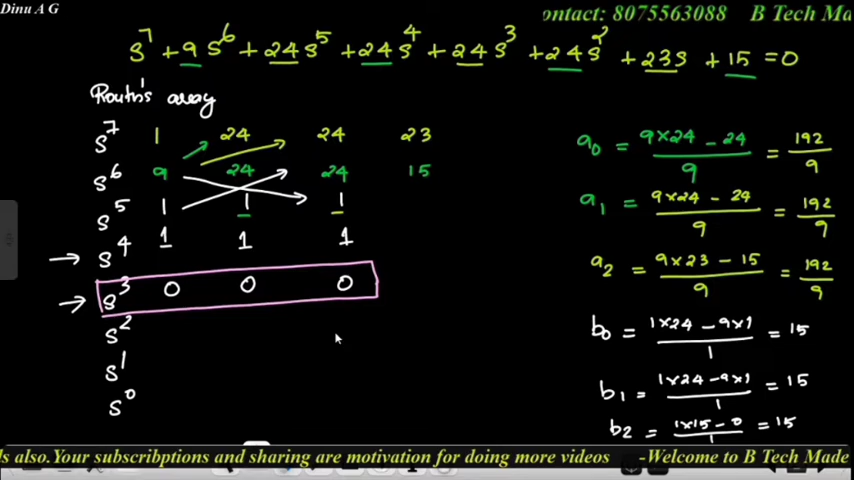 Dinu A G
ontact: 8075563088 B Tech Ma
s⁷ + 9s⁶ + 24s⁵ + 24s⁴ + 24s³ + 24s² + 23s + 15 = 0
Routh's array
s⁷ 1 24 24 23
s⁶ 9 24 24 15
s⁵ 1 1 1
s⁴ 1 1 1
s³ 0 0 0
s²
s¹
s⁰
a₀ = (9×24 - 24)/9 = 192/9
a₁ = (9×24 - 24)/9 = 192/9
a₂ = (9×23 - 15)/9 = 192/9
b₀ = (1×24 - 9×1)/1 = 15
b₁ = (1×24 - 9×1)/1 = 15
b₂ = (1×15 - 0)/1 = 15
ls also.Your subscribptions and sharing are motivation for doing more videos -Welcome to B Tech Made